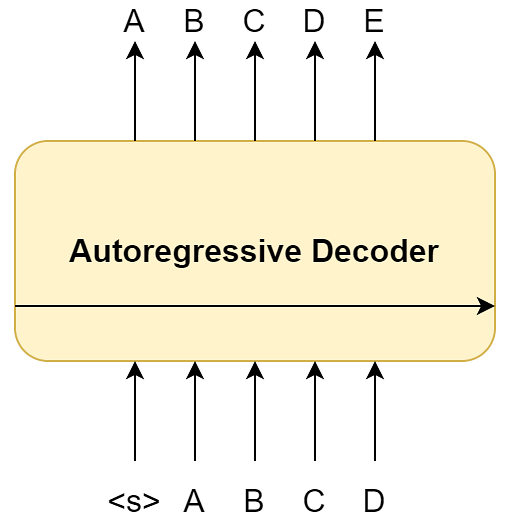 A B C D E
Autoregressive Decoder
<s> A B C D